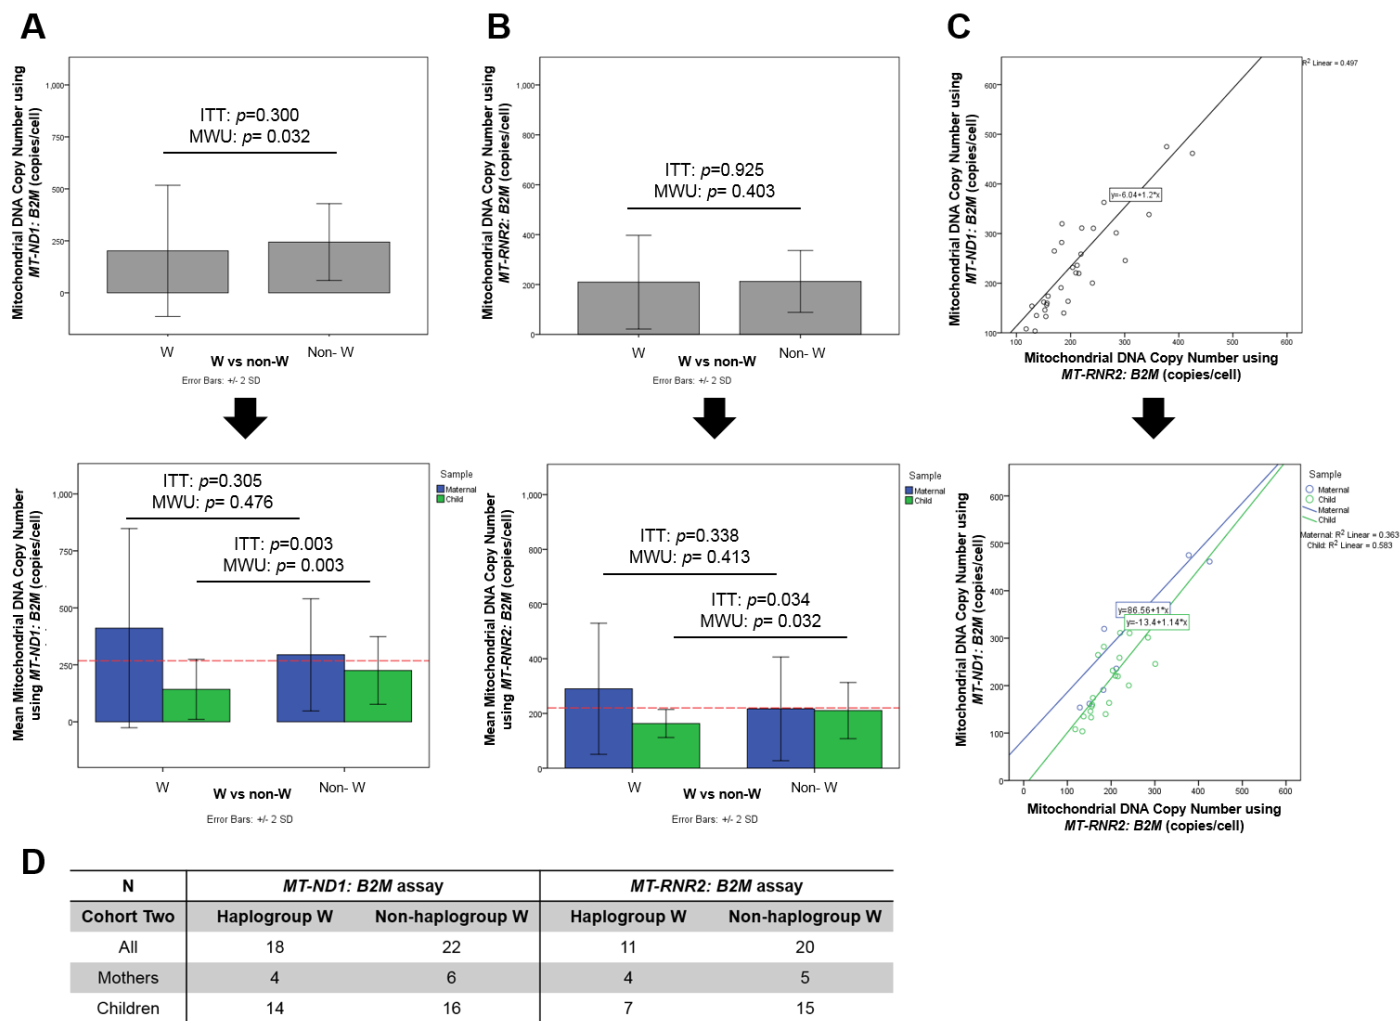 A
Mitochondrial DNA Copy Number using
MT-ND1: B2M (copies/cell)
1,000
750
500
250
0
ITT: p=0.300
MWU: p= 0.032
W
Non- W
W vs non-W
Error Bars: +/- 2 SD
B
Mitochondrial DNA Copy Number using
MT-RNR2: B2M (copies/cell)
1,000
800
600
400
200
0
ITT: p=0.925
MWU: p= 0.403
W
Non- W
W vs non-W
Error Bars: +/- 2 SD
C
Mitochondrial DNA Copy Number using
MT-ND1: B2M (copies/cell)
600
500
400
300
200
100
R2 Linear = 0.497
y=-6.04+1.2*x
100
200
300
400
500
600
Mitochondrial DNA Copy Number using
MT-RNR2: B2M (copies/cell)
Mean Mitochondrial DNA Copy Number
using MT-ND1: B2M (copies/cell)
1,000
750
500
250
0
ITT: p=0.305
MWU: p= 0.476
ITT: p=0.003
MWU: p= 0.003
Sample
Maternal
Child
W
Non- W
W vs non-W
Error Bars: +/- 2 SD
Mean Mitochondrial DNA Copy Number
using MT-RNR2: B2M (copies/cell)
1,000
800
600
400
200
0
ITT: p=0.338
MWU: p= 0.413
ITT: p=0.034
MWU: p= 0.032
Sample
Maternal
Child
W
Non- W
W vs non-W
Error Bars: +/- 2 SD
Mitochondrial DNA Copy Number using
MT-ND1: B2M (copies/cell)
600
500
400
300
200
100
0
y=86.56+1*x
y=-13.4+1.14*x
Sample
Maternal
Child
Maternal
Child
Maternal: R2 Linear = 0.363
Child: R2 Linear = 0.583
0
100
200
300
400
500
600
Mitochondrial DNA Copy Number using
MT-RNR2: B2M (copies/cell)
D
N MT-ND1: B2M assay MT-RNR2: B2M assay
Cohort Two Haplogroup W Non-haplogroup W Haplogroup W Non-haplogroup W
All 18 22 11 20
Mothers 4 6 4 5
Children 14 16 7 15